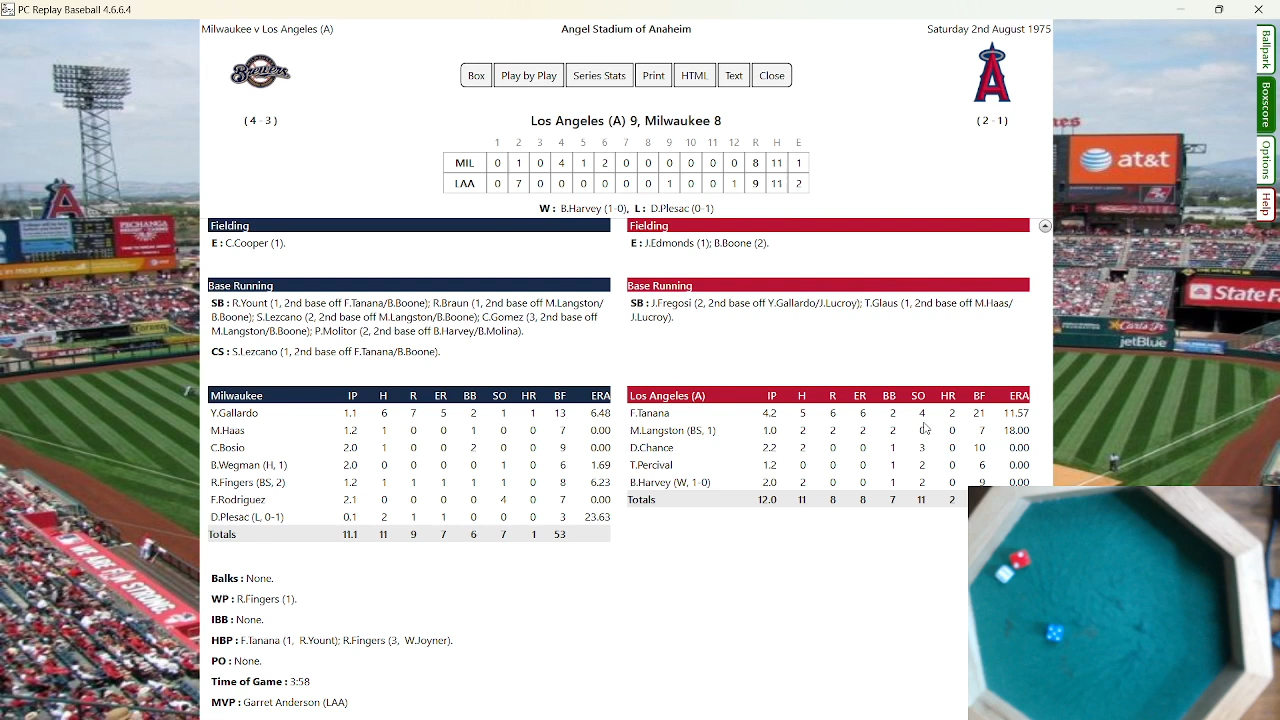 PC Replay Baseball 4.6.6.4
Milwaukee v Los Angeles (A) Angel Stadium of Anaheim Saturday 2nd August 1975
Brewers
A
Box Play by Play Series Stats Print HTML Text Close
( 4 - 3 ) Los Angeles (A) 9, Milwaukee 8 ( 2 - 1 )
1 2 3 4 5 6 7 8 9 10 11 12 R H E
MIL 0 1 0 4 1 2 0 0 0 0 0 0 8 11 1
LAA 0 7 0 0 0 0 0 0 1 0 0 1 9 11 2
W : B.Harvey (1-0), L : D.Plesac (0-1)
Fielding
E : C.Cooper (1).
Base Running
SB : R.Yount (1, 2nd base off F.Tanana/B.Boone); R.Braun (1, 2nd base off M.Langston/
B.Boone); S.Lezcano (2, 2nd base off M.Langston/B.Boone); C.Gomez (3, 2nd base off
M.Langston/B.Boone); P.Molitor (2, 2nd base off B.Harvey/B.Molina).
CS : S.Lezcano (1, 2nd base off F.Tanana/B.Boone).
Fielding
E : J.Edmonds (1); B.Boone (2).
Base Running
SB : J.Fregosi (2, 2nd base off Y.Gallardo/J.Lucroy); T.Glaus (1, 2nd base off M.Haas/
J.Lucroy).
Milwaukee IP H R ER BB SO HR BF ERA
Y.Gallardo 1.1 6 7 5 2 1 1 13 6.48
M.Haas 1.2 1 0 0 1 0 0 7 0.00
C.Bosio 2.0 1 0 0 2 0 0 9 0.00
B.Wegman (H, 1) 2.0 0 0 0 0 1 0 6 1.69
R.Fingers (BS, 2) 1.2 1 1 1 1 1 0 8 6.23
F.Rodriguez 2.1 0 0 0 0 4 0 7 0.00
D.Plesac (L, 0-1) 0.1 2 1 1 0 0 0 3 23.63
Totals 11.1 11 9 7 6 7 1 53
Los Angeles (A) IP H R ER BB SO HR BF ERA
F.Tanana 4.2 5 6 6 2 4 2 21 11.57
M.Langston (BS, 1) 1.0 2 2 2 2 0 0 7 18.00
D.Chance 2.2 2 0 0 1 3 0 10 0.00
T.Percival 1.2 0 0 0 1 2 0 6 0.00
B.Harvey (W, 1-0) 2.0 2 0 0 1 2 0 9 0.00
Totals 12.0 11 8 8 7 11 2
Balks : None.
WP : R.Fingers (1).
IBB : None.
HBP : F.Tanana (1, R.Yount); R.Fingers (3, W.Joyner).
PO : None.
Time of Game : 3:58
MVP : Garret Anderson (LAA)
Ballpark
Boxscore
Options
Help
at&t
State F
jetBlue
PECHANGA
WE ARE FIN STRONG.